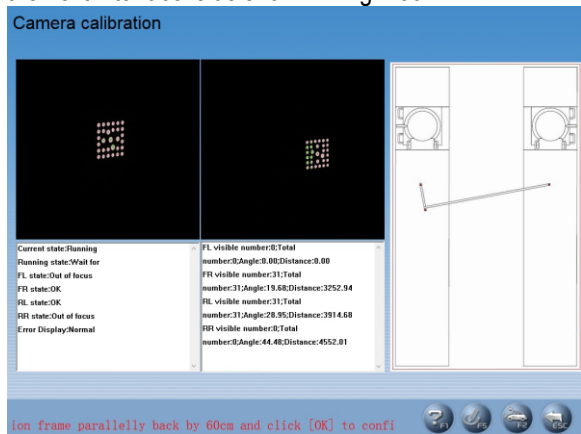 Camera calibration
Current state:Running
Running state:Wait for
FL state:Out of focus
FR state:OK
RL state:OK
RR state:Out of focus
Error Display:Normal
FL visible number:0;Total
number:0;Angle:0.00;Distance:0.00
FR visible number:31;Total
number:31;Angle:19.68;Distance:3252.94
RL visible number:31;Total
number:31;Angle:28.95;Distance:3914.68
RR visible number:0;Total
number:0;Angle:44.48;Distance:4552.01
ion frame parallelly back by 60cm and click [OK] to confi
F1
F5
F2
ESC